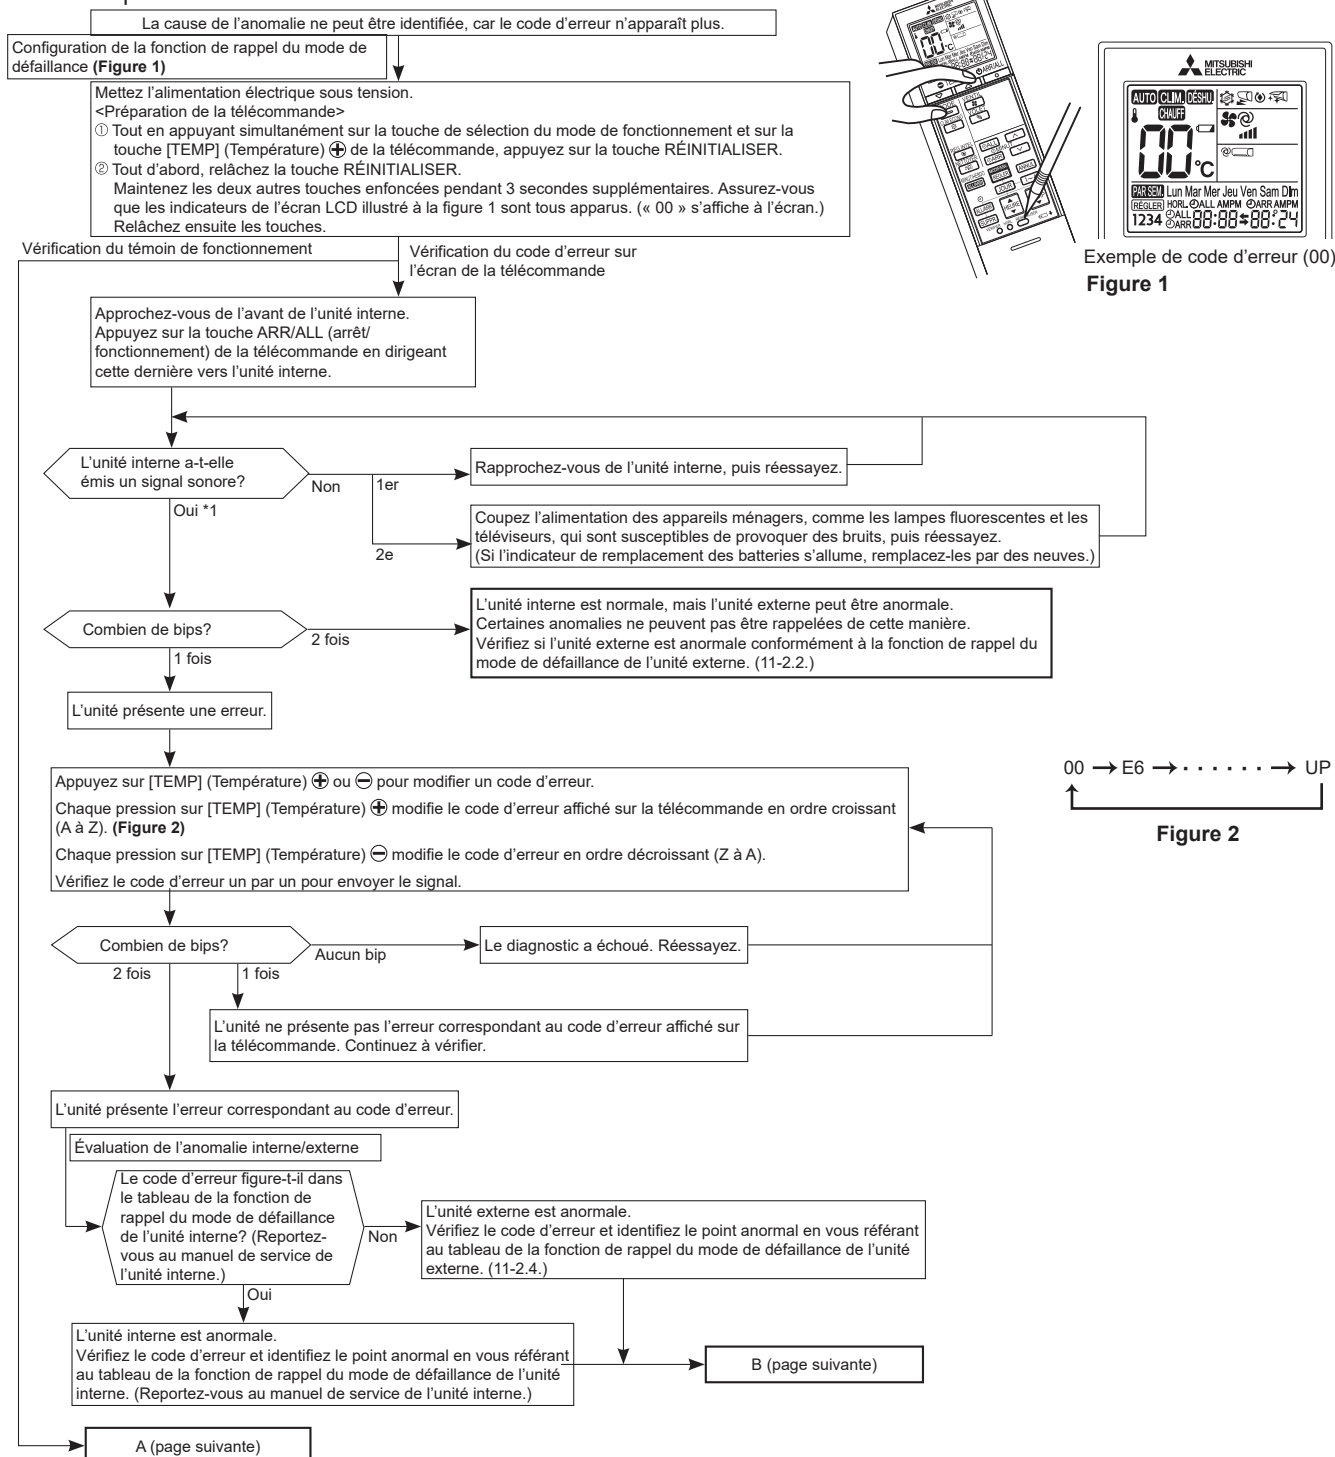 La cause de l'anomalie ne peut être identifiée, car le code d'erreur n'apparaît plus.
Configuration de la fonction de rappel du mode de
défaillance (Figure 1)
Mettez l'alimentation électrique sous tension.
<Préparation de la télécommande>
① Tout en appuyant simultanément sur la touche de sélection du mode de fonctionnement et sur la
touche [TEMP] (Température) ⊕ de la télécommande, appuyez sur la touche RÉINITIALISER.
② Tout d'abord, relâchez la touche RÉINITIALISER.
Maintenez les deux autres touches enfoncées pendant 3 secondes supplémentaires. Assurez-vous
que les indicateurs de l'écran LCD illustré à la figure 1 sont tous apparus. (« 00 » s'affiche à l'écran.)
Relâchez ensuite les touches.
MITSUBISHI
ELECTRIC
AUTO CLIM. DÉSHU.
CHAUFF
00 °C
PAR SEM. Lun Mar Mer Jeu Ven Sam Dim
RÉGLER HORL. ALL AMPM ARR AMPM
1234 ALL ARR 88:88 88:24
Exemple de code d'erreur (00)
Figure 1
Vérification du témoin de fonctionnement
Vérification du code d'erreur sur
l'écran de la télécommande
Approchez-vous de l'avant de l'unité interne.
Appuyez sur la touche ARR/ALL (arrêt/
fonctionnement) de la télécommande en dirigeant
cette dernière vers l'unité interne.
L'unité interne a-t-elle
émis un signal sonore?
Non
1er
Rapprochez-vous de l'unité interne, puis réessayez.
Oui *1
2e
Coupez l'alimentation des appareils ménagers, comme les lampes fluorescentes et les
téléviseurs, qui sont susceptibles de provoquer des bruits, puis réessayez.
(Si l'indicateur de remplacement des batteries s'allume, remplacez-les par des neuves.)
Combien de bips?
2 fois
L'unité interne est normale, mais l'unité externe peut être anormale.
Certaines anomalies ne peuvent pas être rappelées de cette manière.
Vérifiez si l'unité externe est anormale conformément à la fonction de rappel du
mode de défaillance de l'unité externe. (11-2.2.)
1 fois
L'unité présente une erreur.
Appuyez sur [TEMP] (Température) ⊕ ou ⊖ pour modifier un code d'erreur.
Chaque pression sur [TEMP] (Température) ⊕ modifie le code d'erreur affiché sur la télécommande en ordre croissant
(A à Z). (Figure 2)
Chaque pression sur [TEMP] (Température) ⊖ modifie le code d'erreur en ordre décroissant (Z à A).
Vérifiez le code d'erreur un par un pour envoyer le signal.
00 → E6 → · · · · · · → UP
Figure 2
Combien de bips?
Aucun bip
Le diagnostic a échoué. Réessayez.
2 fois
1 fois
L'unité ne présente pas l'erreur correspondant au code d'erreur affiché sur
la télécommande. Continuez à vérifier.
L'unité présente l'erreur correspondant au code d'erreur.
Évaluation de l'anomalie interne/externe
Le code d'erreur figure-t-il dans
le tableau de la fonction de
rappel du mode de défaillance
de l'unité interne? (Reportez-
vous au manuel de service de
l'unité interne.)
Non
L'unité externe est anormale.
Vérifiez le code d'erreur et identifiez le point anormal en vous référant
au tableau de la fonction de rappel du mode de défaillance de l'unité
externe. (11-2.4.)
Oui
L'unité interne est anormale.
Vérifiez le code d'erreur et identifiez le point anormal en vous référant
au tableau de la fonction de rappel du mode de défaillance de l'unité
interne. (Reportez-vous au manuel de service de l'unité interne.)
B (page suivante)
A (page suivante)